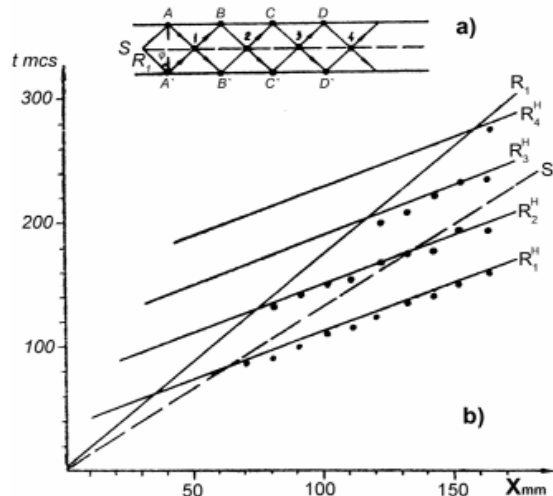 A B C D
a)
S 1 2 3 4
R₁ φ
A' B' C' D'
t mcs
300
200
100
50 100 150 Xmm
R₁
R₄ᴴ
R₃ᴴ
S
R₂ᴴ
R₁ᴴ
b)